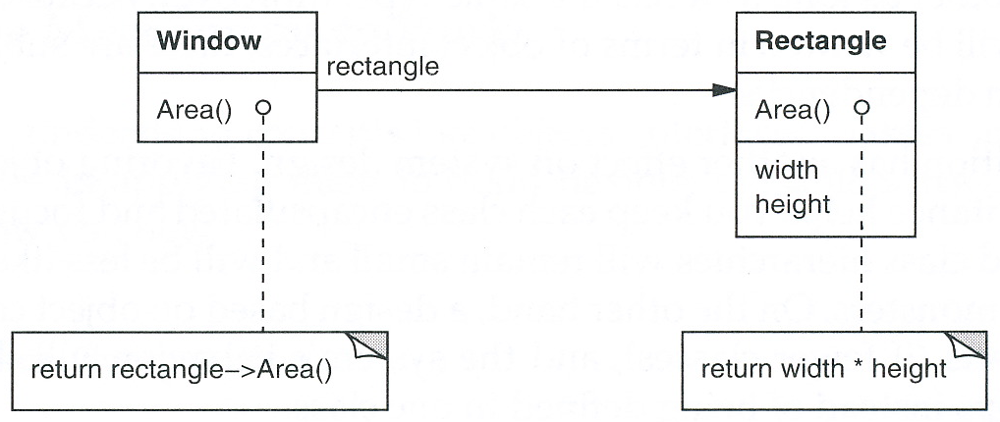 Window
rectangle
Area()
Rectangle
Area()
width
height
return rectangle–>Area()
return width * height